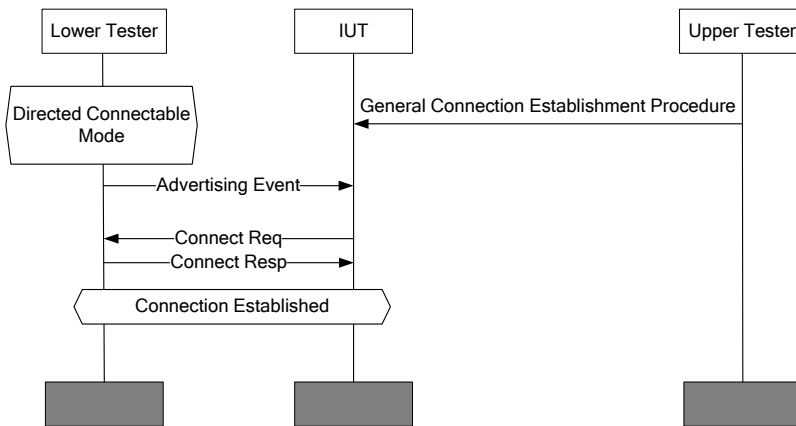 Lower Tester
IUT
Upper Tester
General Connection Establishment Procedure
Directed Connectable
Mode
Advertising Event
Connect Req
Connect Resp
Connection Established